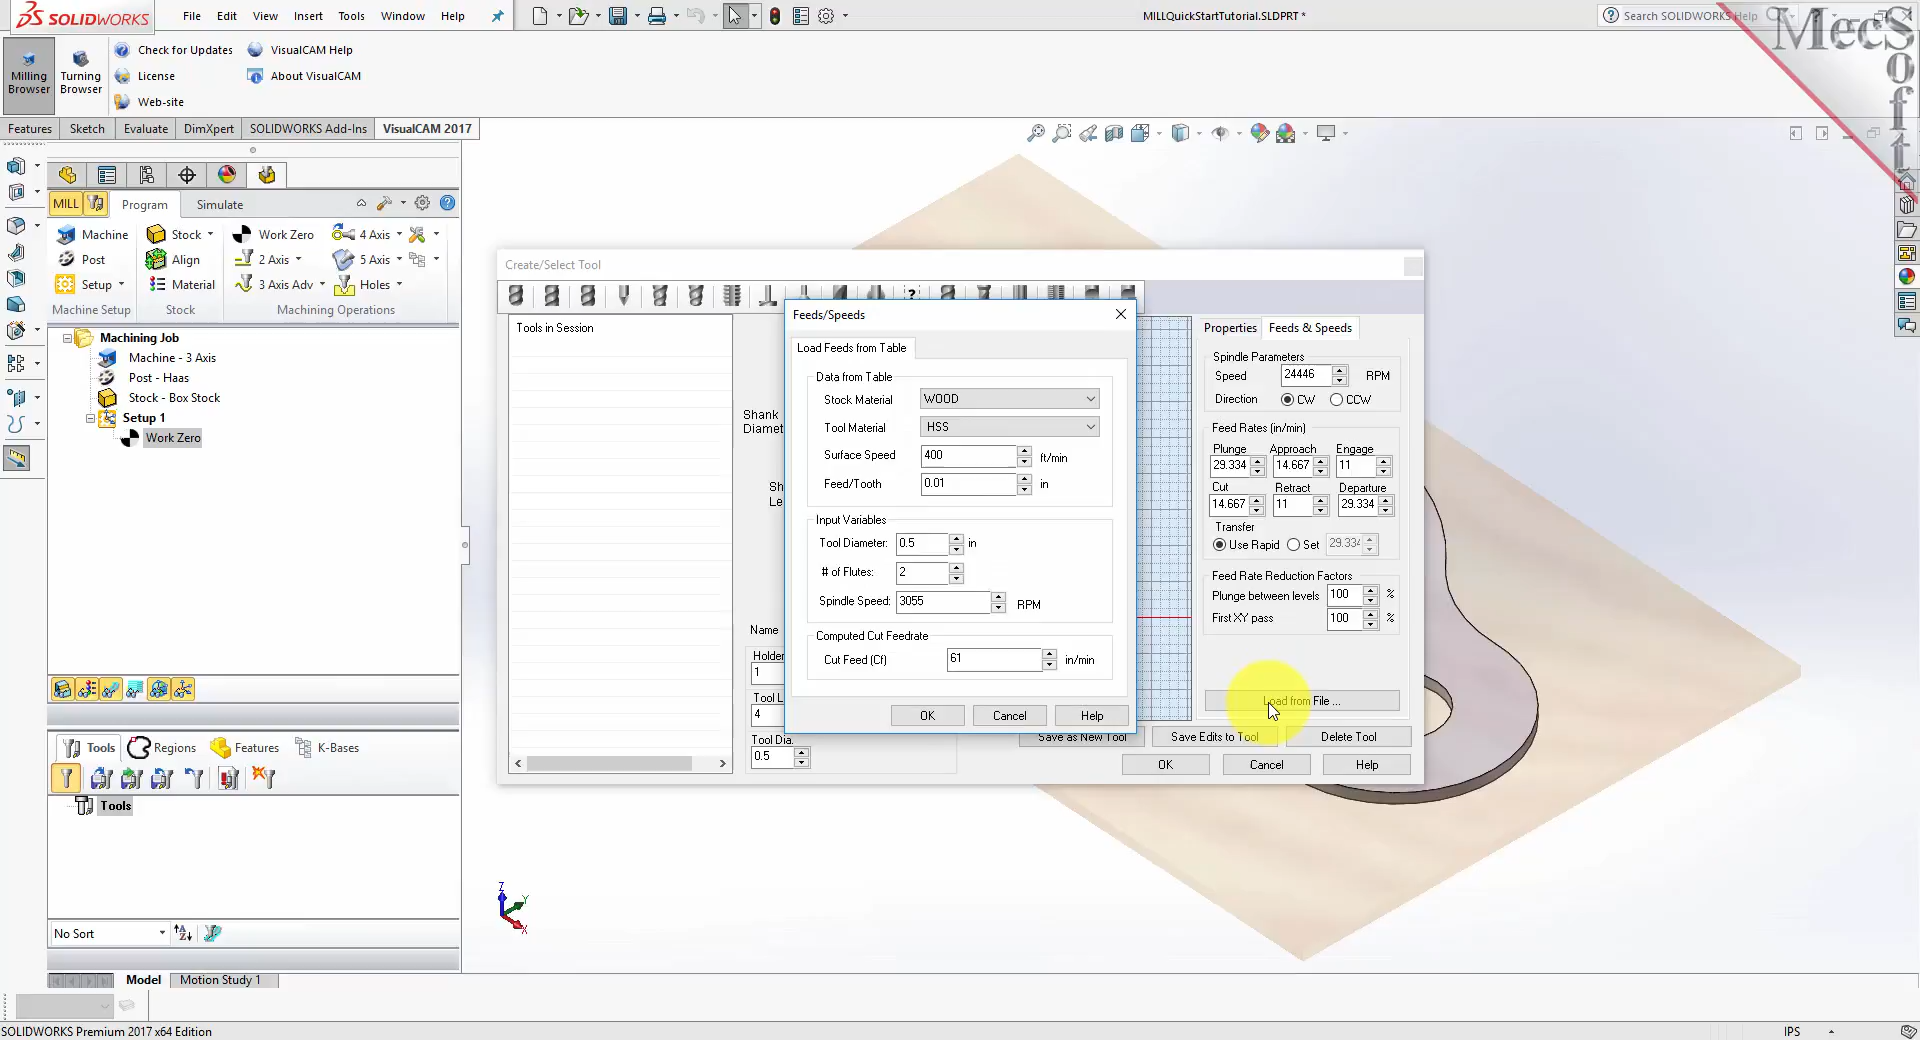 SOLIDWORKS
File Edit View Insert Tools Window Help
MILLQuickStartTutorial.SLDPRT *
Search SOLIDWORKS Help
MecSoft
Milling Browser
Turning Browser
Check for Updates
VisualCAM Help
License
About VisualCAM
Web-site
Features Sketch Evaluate DimXpert SOLIDWORKS Add-Ins VisualCAM 2017
MILL Program Simulate
Machine Stock Work Zero 4 Axis
Post Align 2 Axis 5 Axis
Setup Material 3 Axis Adv Holes
Machine Setup Stock Machining Operations
Machining Job
Machine - 3 Axis
Post - Haas
Stock - Box Stock
Setup 1
Work Zero
Tools Regions Features K-Bases
Tools
No Sort
Model Motion Study 1
SOLIDWORKS Premium 2017 x64 Edition
IPS
Create/Select Tool
Tools in Session
Shank
Diamet
Sh
Le
Name
Holder
1
Tool L
4
Tool Dia.
0.5
Feeds/Speeds
Load Feeds from Table
Data from Table
Stock Material WOOD
Tool Material HSS
Surface Speed 400 ft/min
Feed/Tooth 0.01 in
Input Variables
Tool Diameter: 0.5 in
# of Flutes: 2
Spindle Speed: 3055 RPM
Computed Cut Feedrate
Cut Feed (Cf) 61 in/min
OK Cancel Help
Properties Feeds & Speeds
Spindle Parameters
Speed 24446 RPM
Direction CW CCW
Feed Rates (in/min)
Plunge Approach Engage
29.334 14.667 11
Cut Retract Departure
14.667 11 29.334
Transfer
Use Rapid Set 29.334
Feed Rate Reduction Factors
Plunge between levels 100 %
First XY pass 100 %
Load from File ...
Save as New Tool Save Edits to Tool Delete Tool
OK Cancel Help
Z
Y
X